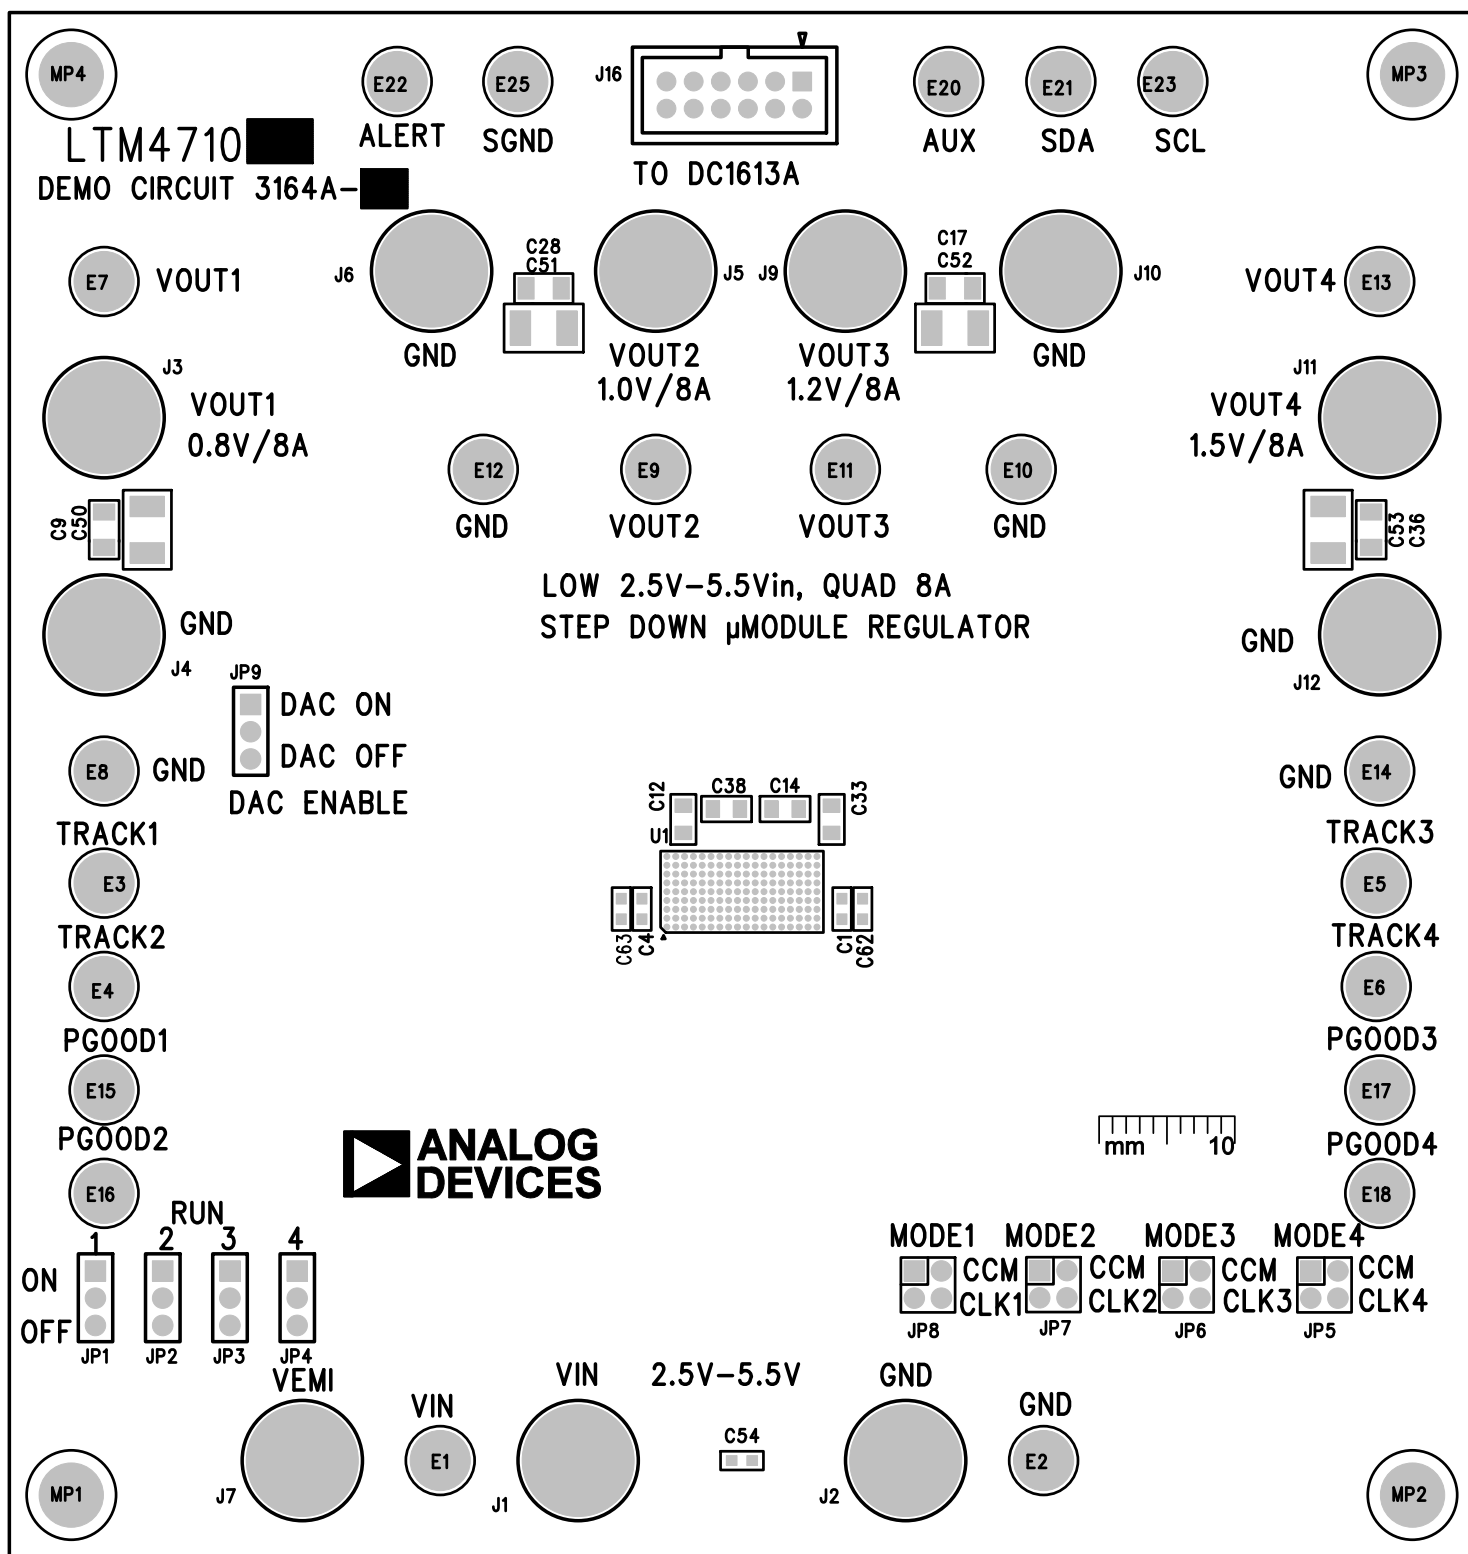 MP4
E22
E25
J16
E20
E21
E23
MP3
ALERT
SGND
AUX
SDA
SCL
LTM4710
TO DC1613A
DEMO CIRCUIT 3164A-
C28
C51
C17
C52
J6
J5
J9
J10
E7
VOUT1
VOUT4
E13
GND
VOUT2
1.0V/8A
VOUT3
1.2V/8A
GND
J3
VOUT1
0.8V/8A
J11
VOUT4
1.5V/8A
E12
E9
E11
E10
GND
VOUT2
VOUT3
GND
C9
C50
C53
C36
LOW 2.5V-5.5Vin, QUAD 8A
STEP DOWN µMODULE REGULATOR
GND
J4
GND
J12
JP9
DAC ON
DAC OFF
DAC ENABLE
E8
GND
GND
E14
C12
C38
C14
C33
U1
C63
C4
C1
C62
TRACK1
E3
TRACK2
E4
PGOOD1
E15
PGOOD2
E16
TRACK3
E5
TRACK4
E6
PGOOD3
E17
PGOOD4
E18
mm 10
ANALOG
DEVICES
RUN
1 2 3 4
ON
OFF
JP1 JP2 JP3 JP4
MODE1 MODE2 MODE3 MODE4
CCM CCM CCM CCM
CLK1 CLK2 CLK3 CLK4
JP8 JP7 JP6 JP5
VEMI
VIN
VIN
2.5V-5.5V
GND
GND
C54
E1
E2
J7
J1
J2
MP1
MP2